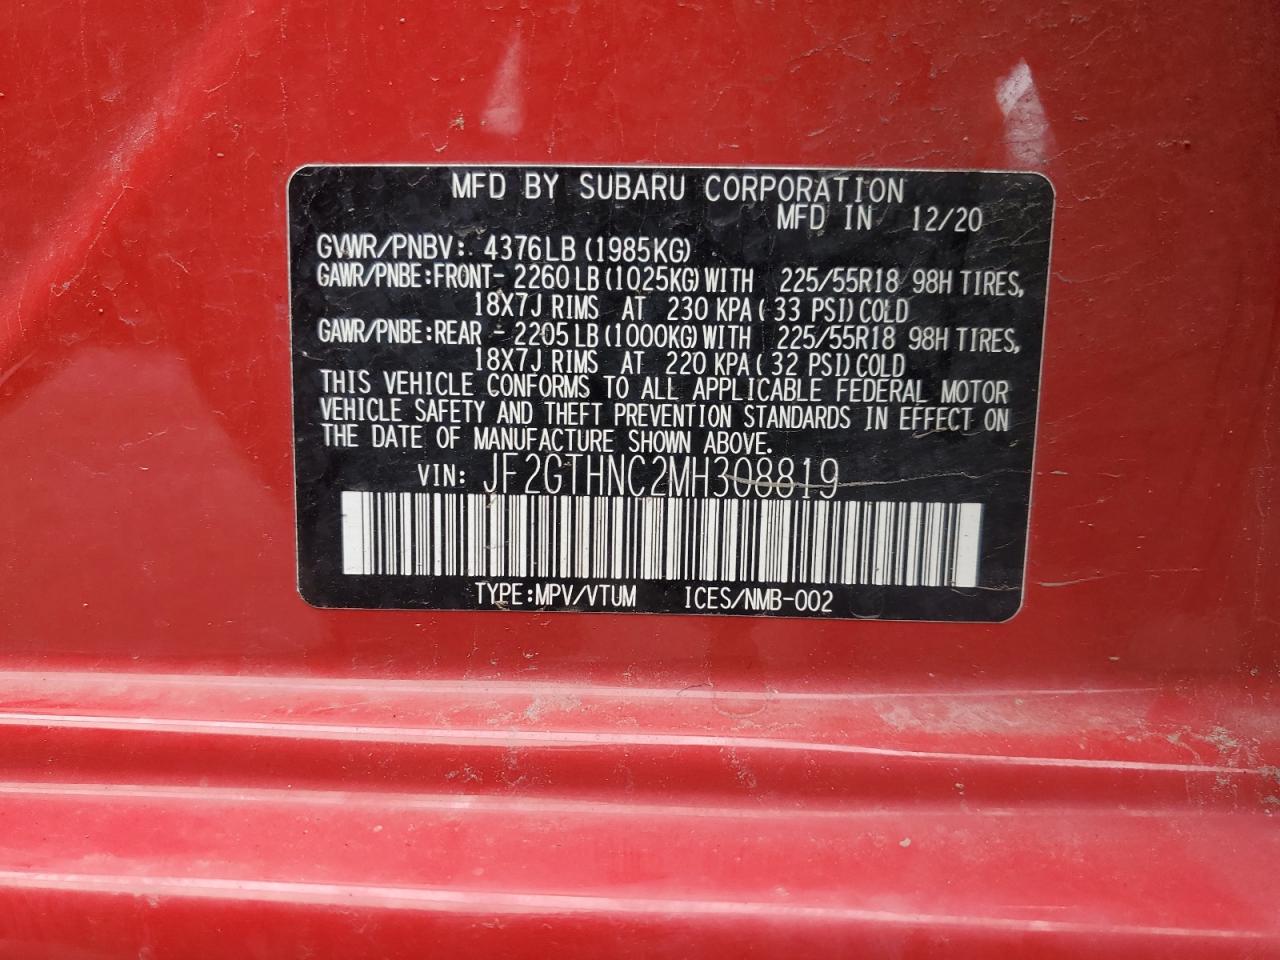 MFD BY SUBARU CORPORATION
MFD IN 12/20
GVWR/PNBV: 4376LB (1985KG)
GAWR/PNBE:FRONT- 2260 LB (1025KG) WITH 225/55R18 98H TIRES,
18X7J RIMS AT 230 KPA ( 33 PSI) COLD
GAWR/PNBE:REAR - 2205 LB (1000KG) WITH 225/55R18 98H TIRES,
18X7J RIMS AT 220 KPA ( 32 PSI) COLD
THIS VEHICLE CONFORMS TO ALL APPLICABLE FEDERAL MOTOR
VEHICLE SAFETY AND THEFT PREVENTION STANDARDS IN EFFECT ON
THE DATE OF MANUFACTURE SHOWN ABOVE.
VIN: JF2GTHNC2MH308819
TYPE:MPV/VTUM ICES/NMB-002